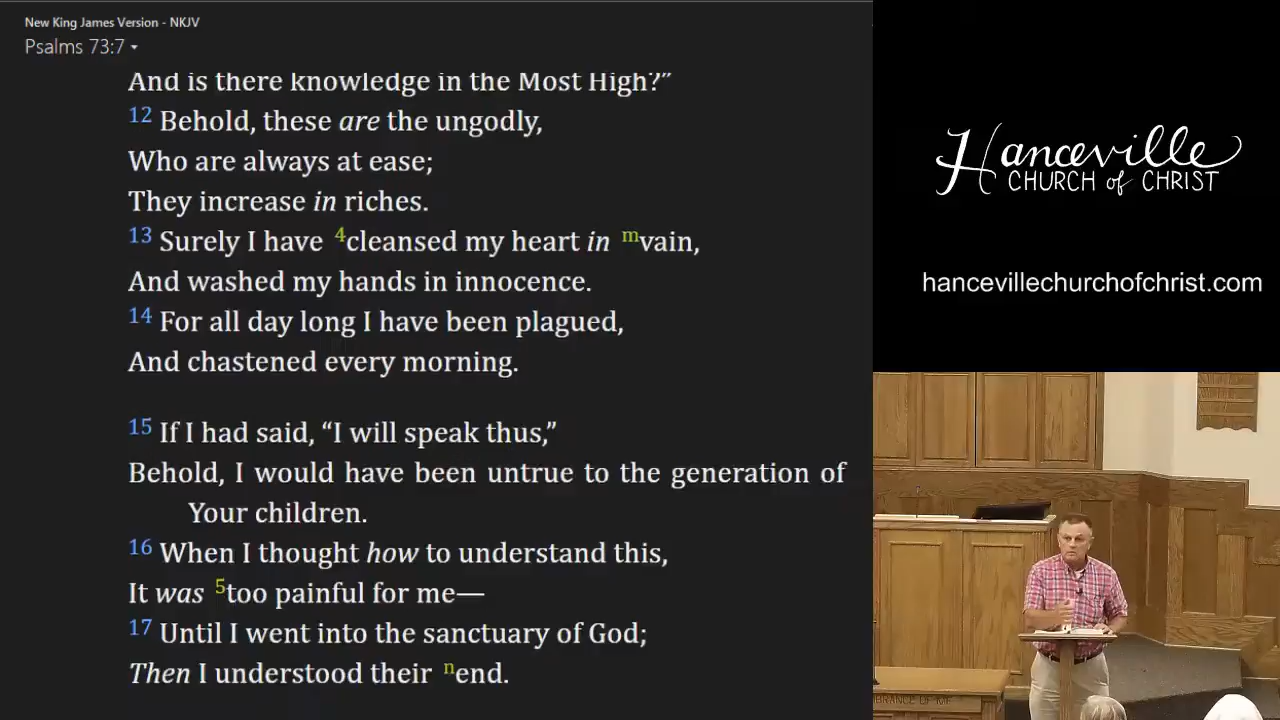 New King James Version - NKJV
Psalms 73:7
And is there knowledge in the Most High?”
12 Behold, these are the ungodly,
Who are always at ease;
They increase in riches.
13 Surely I have 4cleansed my heart in mvain,
And washed my hands in innocence.
14 For all day long I have been plagued,
And chastened every morning.
15 If I had said, “I will speak thus,”
Behold, I would have been untrue to the generation of
Your children.
16 When I thought how to understand this,
It was 5too painful for me—
17 Until I went into the sanctuary of God;
Then I understood their nend.
Hanceville
CHURCH of CHRIST
hancevillechurchofchrist.com